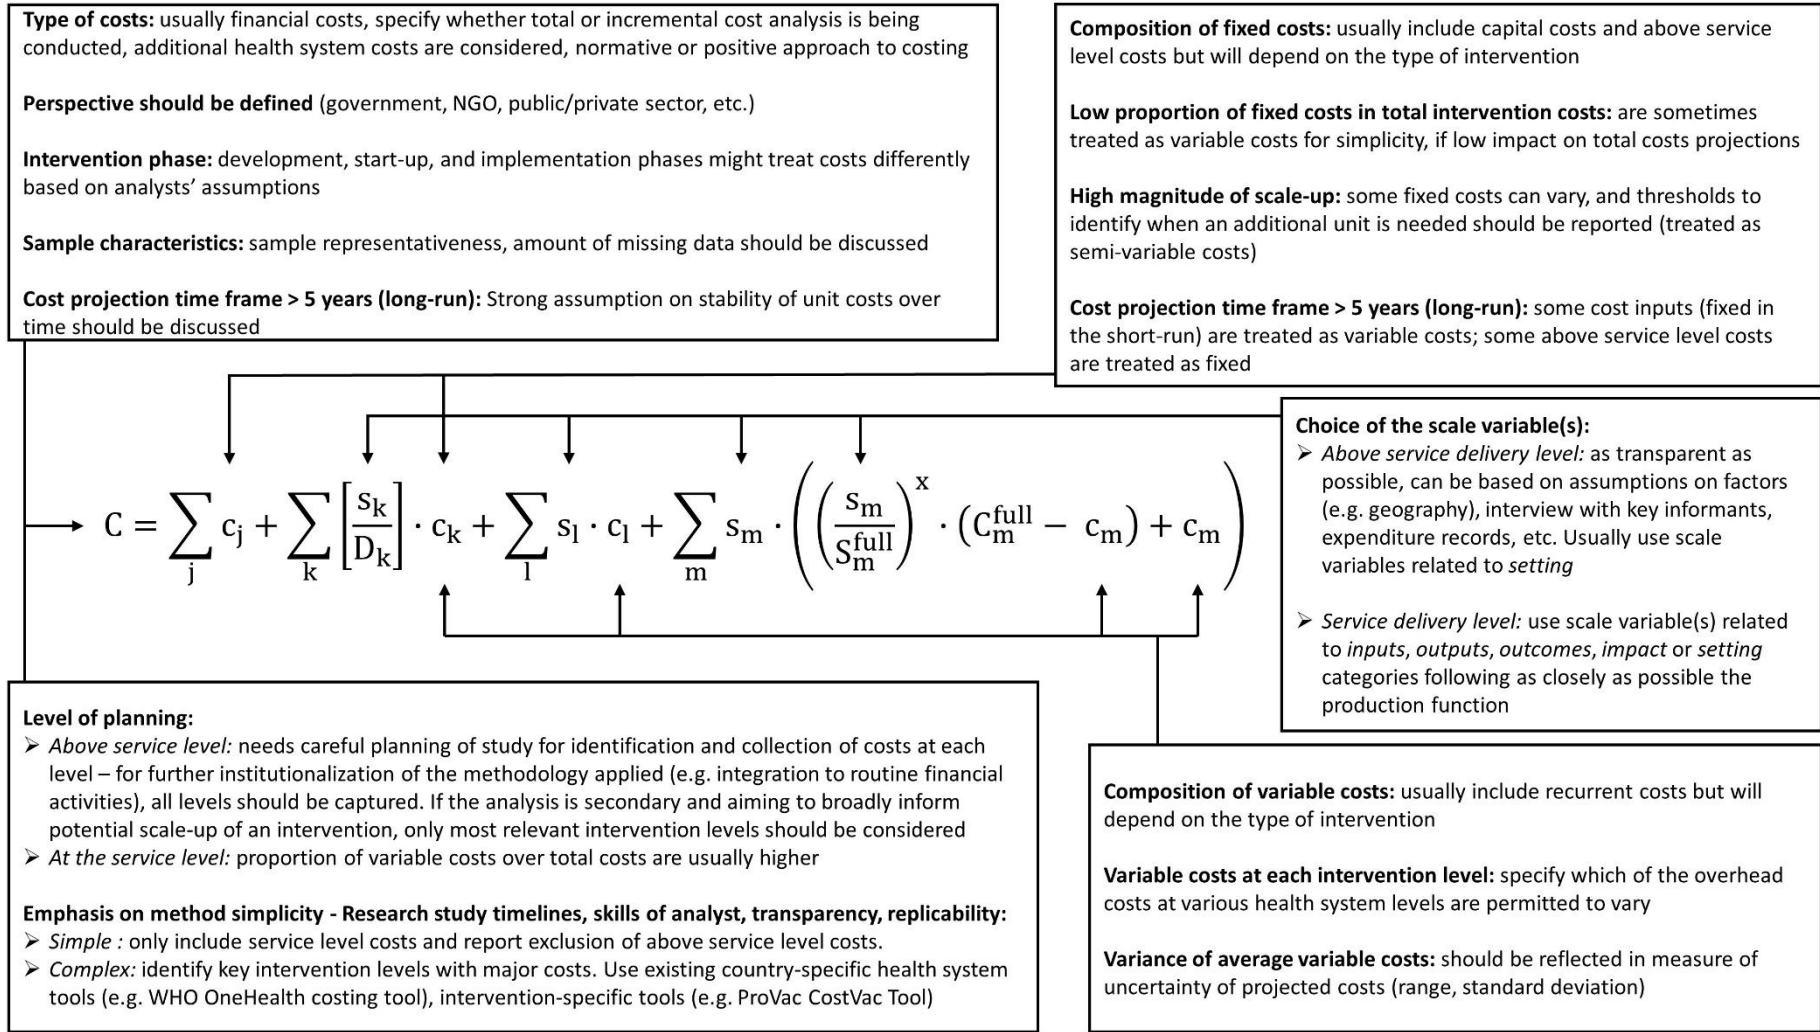 Type of costs: usually financial costs, specify whether total or incremental cost analysis is being
conducted, additional health system costs are considered, normative or positive approach to costing
Perspective should be defined (government, NGO, public/private sector, etc.)
Intervention phase: development, start-up, and implementation phases might treat costs differently
based on analysts’ assumptions
Sample characteristics: sample representativeness, amount of missing data should be discussed
Cost projection time frame > 5 years (long-run): Strong assumption on stability of unit costs over
time should be discussed
Composition of fixed costs: usually include capital costs and above service
level costs but will depend on the type of intervention
Low proportion of fixed costs in total intervention costs: are sometimes
treated as variable costs for simplicity, if low impact on total costs projections
High magnitude of scale-up: some fixed costs can vary, and thresholds to
identify when an additional unit is needed should be reported (treated as
semi-variable costs)
Cost projection time frame > 5 years (long-run): some cost inputs (fixed in
the short-run) are treated as variable costs; some above service level costs
are treated as fixed
C = ∑_j c_j + ∑_k [s_k / D_k] · c_k + ∑_l s_l · c_l + ∑_m s_m · ((s_m / S_m^full)^x · (C_m^full − c_m) + c_m)
Choice of the scale variable(s):
➢ Above service delivery level: as transparent as
possible, can be based on assumptions on factors
(e.g. geography), interview with key informants,
expenditure records, etc. Usually use scale
variables related to setting
➢ Service delivery level: use scale variable(s) related
to inputs, outputs, outcomes, impact or setting
categories following as closely as possible the
production function
Level of planning:
➢ Above service level: needs careful planning of study for identification and collection of costs at each
level – for further institutionalization of the methodology applied (e.g. integration to routine financial
activities), all levels should be captured. If the analysis is secondary and aiming to broadly inform
potential scale-up of an intervention, only most relevant intervention levels should be considered
➢ At the service level: proportion of variable costs over total costs are usually higher
Emphasis on method simplicity - Research study timelines, skills of analyst, transparency, replicability:
➢ Simple : only include service level costs and report exclusion of above service level costs.
➢ Complex: identify key intervention levels with major costs. Use existing country-specific health system
tools (e.g. WHO OneHealth costing tool), intervention-specific tools (e.g. ProVac CostVac Tool)
Composition of variable costs: usually include recurrent costs but will
depend on the type of intervention
Variable costs at each intervention level: specify which of the overhead
costs at various health system levels are permitted to vary
Variance of average variable costs: should be reflected in measure of
uncertainty of projected costs (range, standard deviation)